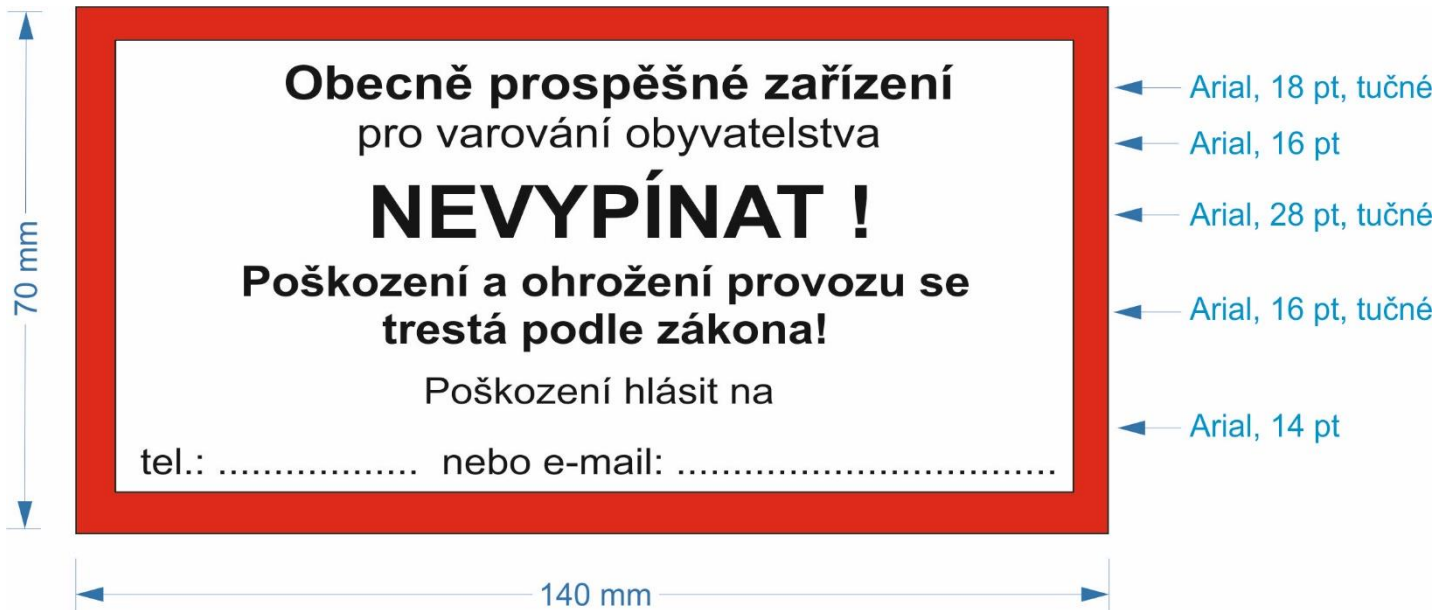 Obecně prospěšné zařízení
pro varování obyvatelstva
NEVYPÍNAT !
Poškození a ohrožení provozu se
trestá podle zákona!
Poškození hlásit na
tel.: .................. nebo e-mail: ..................................
Arial, 18 pt, tučné
Arial, 16 pt
Arial, 28 pt, tučné
Arial, 16 pt, tučné
Arial, 14 pt
70 mm
140 mm